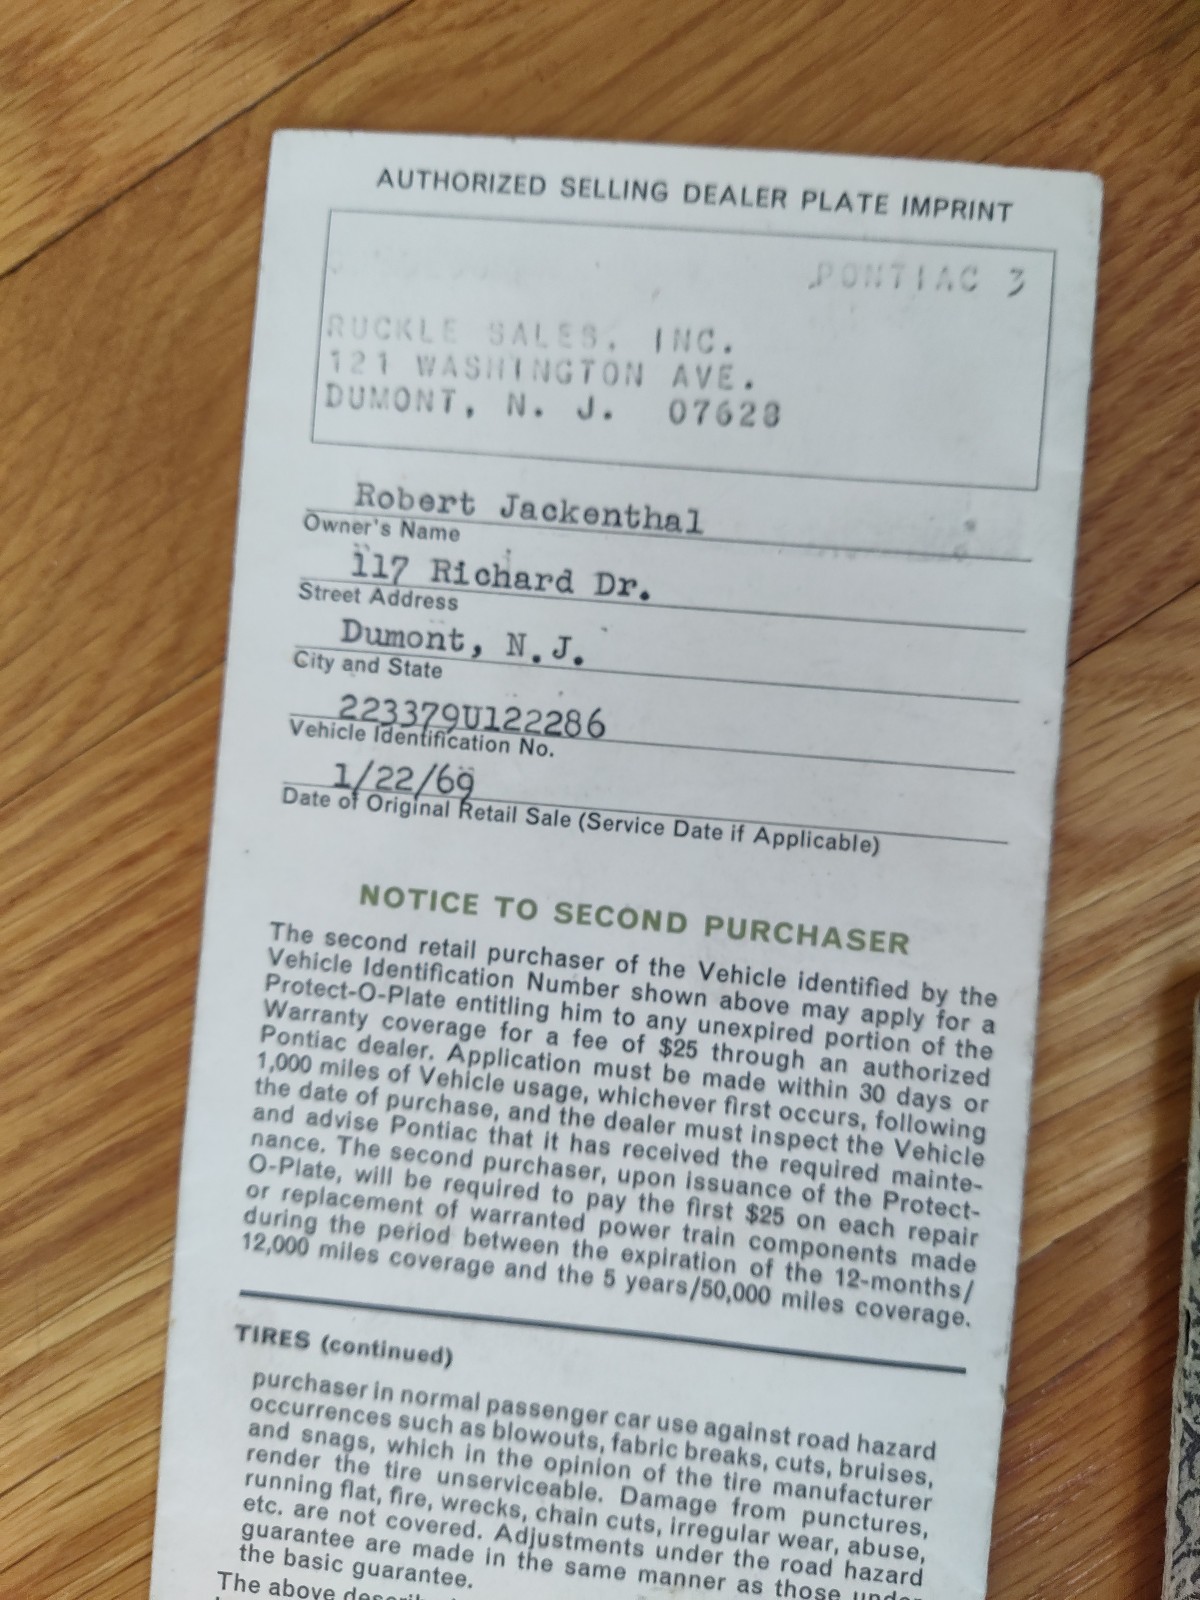 AUTHORIZED SELLING DEALER PLATE IMPRINT
PONTIAC 3
RUCKLE SALES, INC.
121 WASHINGTON AVE.
DUMONT, N. J. 07628
Robert Jackenthal
Owner's Name
117 Richard Dr.
Street Address
Dumont, N.J.
City and State
223379U122286
Vehicle Identification No.
1/22/69
Date of Original Retail Sale (Service Date if Applicable)
NOTICE TO SECOND PURCHASER
The second retail purchaser of the Vehicle identified by the
Vehicle Identification Number shown above may apply for a
Protect-O-Plate entitling him to any unexpired portion of the
Warranty coverage for a fee of $25 through an authorized
Pontiac dealer. Application must be made within 30 days or
1,000 miles of Vehicle usage, whichever first occurs, following
the date of purchase, and the dealer must inspect the Vehicle
and advise Pontiac that it has received the required mainte-
nance. The second purchaser, upon issuance of the Protect-
O-Plate, will be required to pay the first $25 on each repair
or replacement of warranted power train components made
during the period between the expiration of the 12-months/
12,000 miles coverage and the 5 years/50,000 miles coverage.
TIRES (continued)
purchaser in normal passenger car use against road hazard
occurrences such as blowouts, fabric breaks, cuts, bruises,
and snags, which in the opinion of the tire manufacturer
render the tire unserviceable. Damage from punctures,
running flat, fire, wrecks, chain cuts, irregular wear, abuse,
etc. are not covered. Adjustments under the road hazard
guarantee are made in the same manner as those under
the basic guarantee.
The above